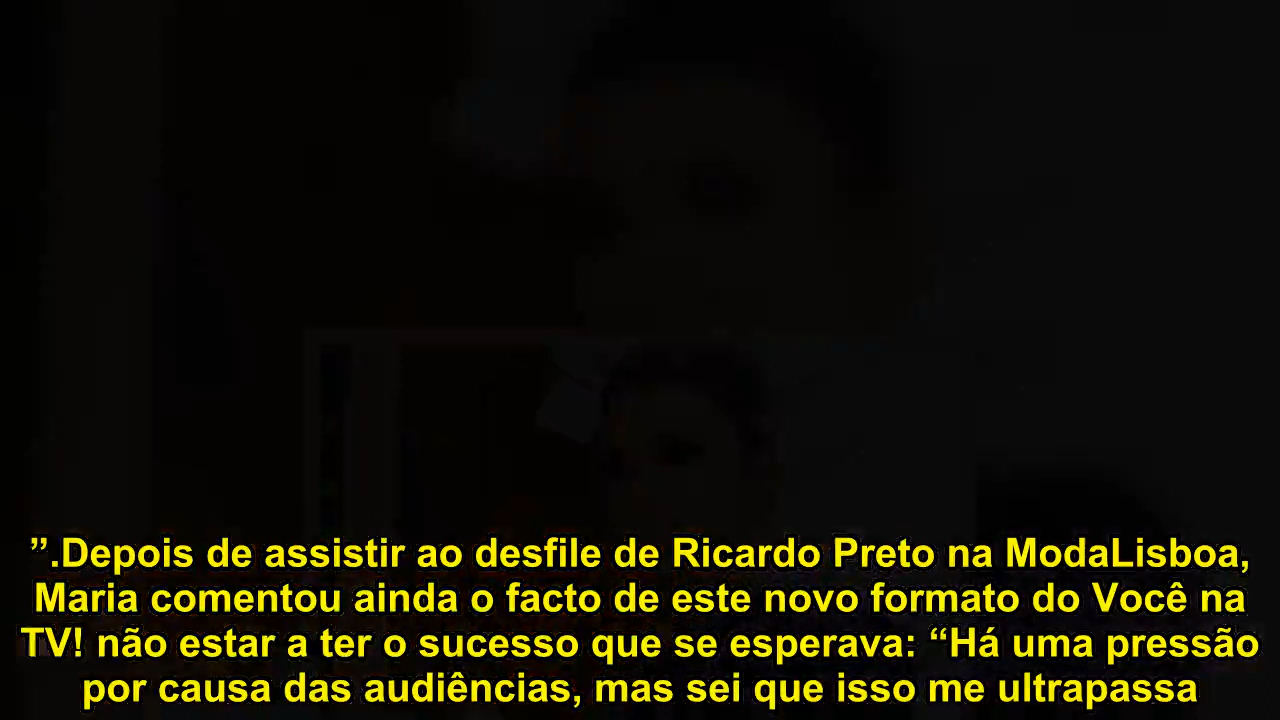 ”.Depois de assistir ao desfile de Ricardo Preto na ModaLisboa,
Maria comentou ainda o facto de este novo formato do Você na
TV! não estar a ter o sucesso que se esperava: “Há uma pressão
por causa das audiências, mas sei que isso me ultrapassa